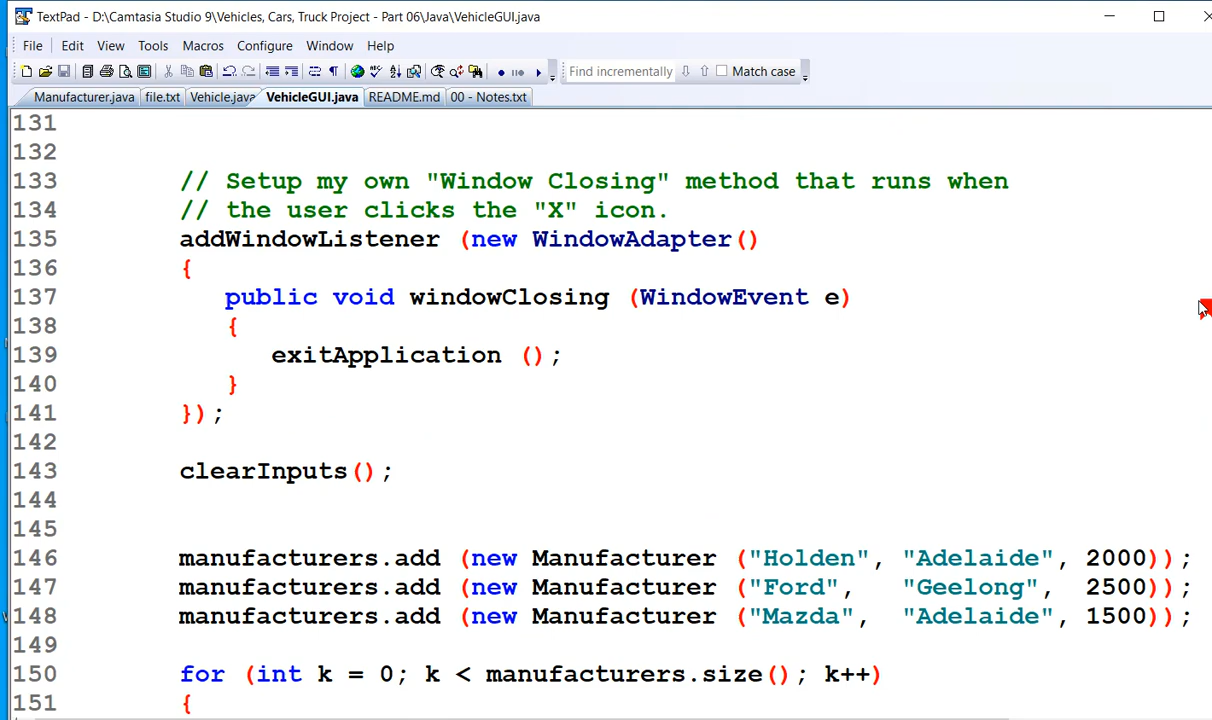 TextPad - D:\Camtasia Studio 9\Vehicles, Cars, Truck Project - Part 06\Java\VehicleGUI.java
File Edit View Tools Macros Configure Window Help
Find incrementally Match case
Manufacturer.java file.txt Vehicle.java VehicleGUI.java README.md 00 - Notes.txt
131
132
133 // Setup my own "Window Closing" method that runs when
134 // the user clicks the "X" icon.
135 addWindowListener (new WindowAdapter()
136 {
137 public void windowClosing (WindowEvent e)
138 {
139 exitApplication ();
140 }
141 });
142
143 clearInputs();
144
145
146 manufacturers.add (new Manufacturer ("Holden", "Adelaide", 2000));
147 manufacturers.add (new Manufacturer ("Ford", "Geelong", 2500));
148 manufacturers.add (new Manufacturer ("Mazda", "Adelaide", 1500));
149
150 for (int k = 0; k < manufacturers.size(); k++)
151 {